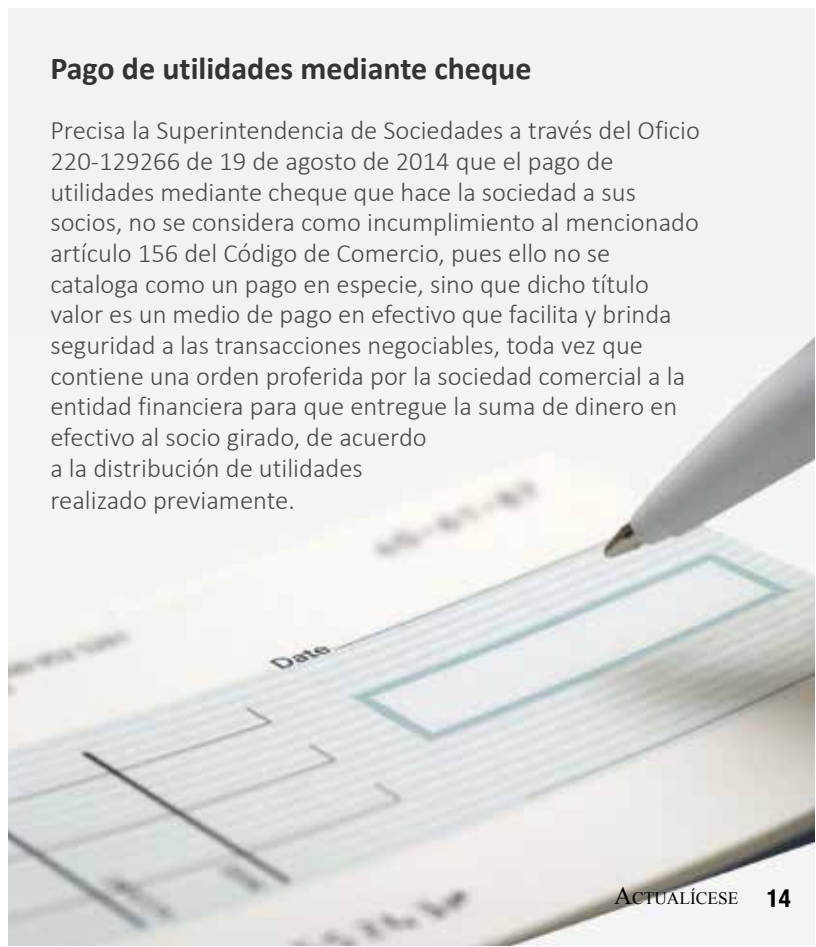 Pago de utilidades mediante cheque
Precisa la Superintendencia de Sociedades a través del Oficio
220-129266 de 19 de agosto de 2014 que el pago de
utilidades mediante cheque que hace la sociedad a sus
socios, no se considera como incumplimiento al mencionado
artículo 156 del Código de Comercio, pues ello no se
cataloga como un pago en especie, sino que dicho título
valor es un medio de pago en efectivo que facilita y brinda
seguridad a las transacciones negociables, toda vez que
contiene una orden proferida por la sociedad comercial a la
entidad financiera para que entregue la suma de dinero en
efectivo al socio girado, de acuerdo
a la distribución de utilidades
realizado previamente.
Date
ACTUALÍCESE 14